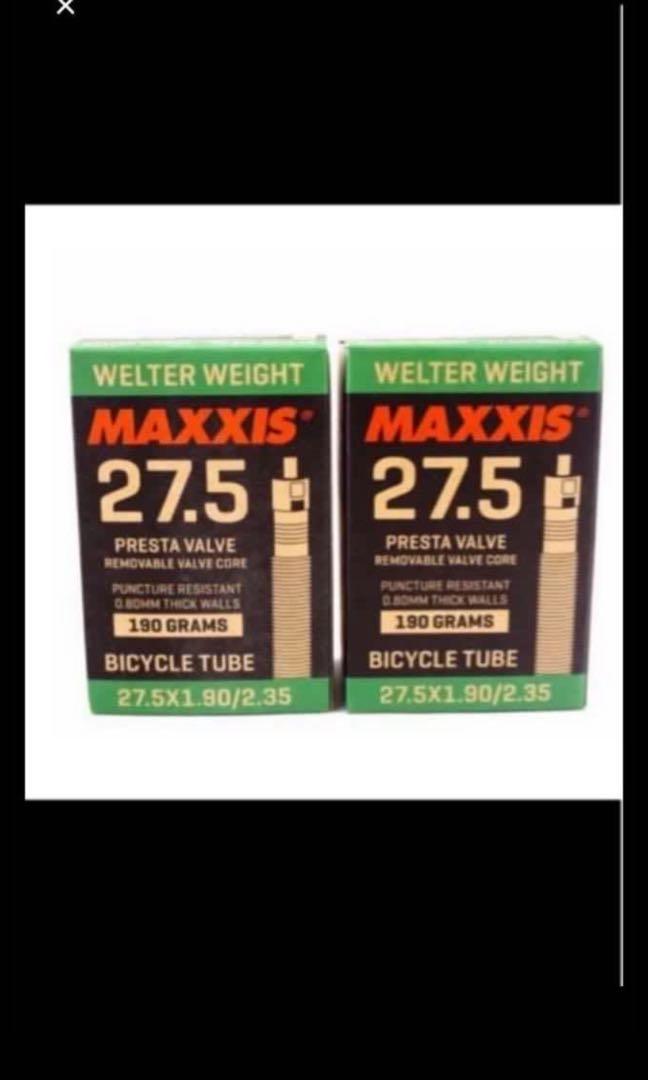 WELTER WEIGHT
MAXXIS®
27.5
PRESTA VALVE
REMOVABLE VALVE CORE
PUNCTURE RESISTANT
0.80MM THICK WALLS
190 GRAMS
BICYCLE TUBE
27.5X1.90/2.35
WELTER WEIGHT
MAXXIS®
27.5
PRESTA VALVE
REMOVABLE VALVE CORE
PUNCTURE RESISTANT
0.80MM THICK WALLS
190 GRAMS
BICYCLE TUBE
27.5X1.90/2.35